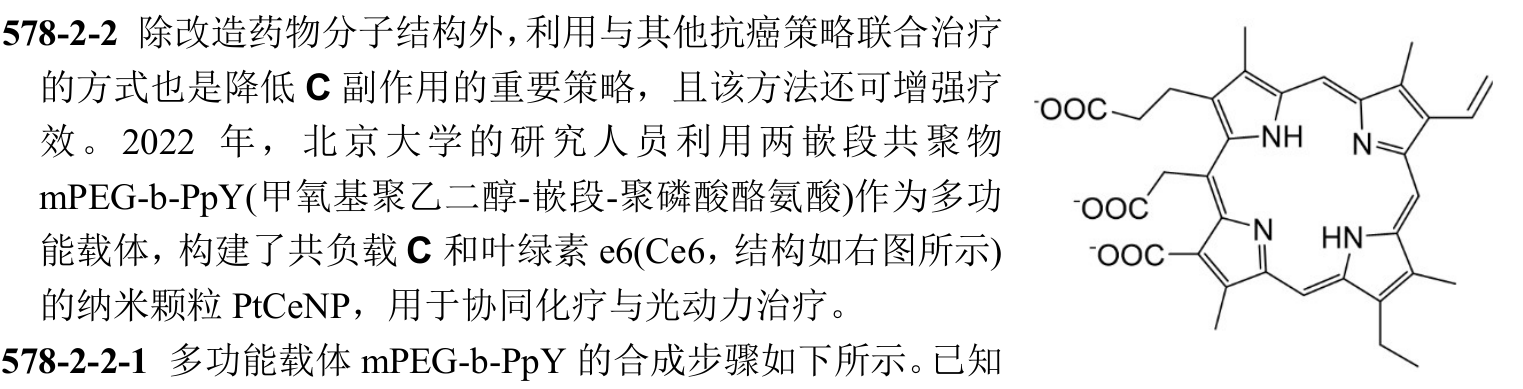 578-2-2 除改造药物分子结构外，利用与其他抗癌策略联合治疗
的方式也是降低 C 副作用的重要策略，且该方法还可增强疗
效。2022 年，北京大学的研究人员利用两嵌段共聚物
mPEG-b-PpY(甲氧基聚乙二醇-嵌段-聚磷酸酪氨酸)作为多功
能载体，构建了共负载 C 和叶绿素 e6(Ce6，结构如右图所示)
的纳米颗粒 PtCeNP，用于协同化疗与光动力治疗。
578-2-2-1 多功能载体 mPEG-b-PpY 的合成步骤如下所示。已知
-OOC
NH
N
-OOC
N
HN
-OOC